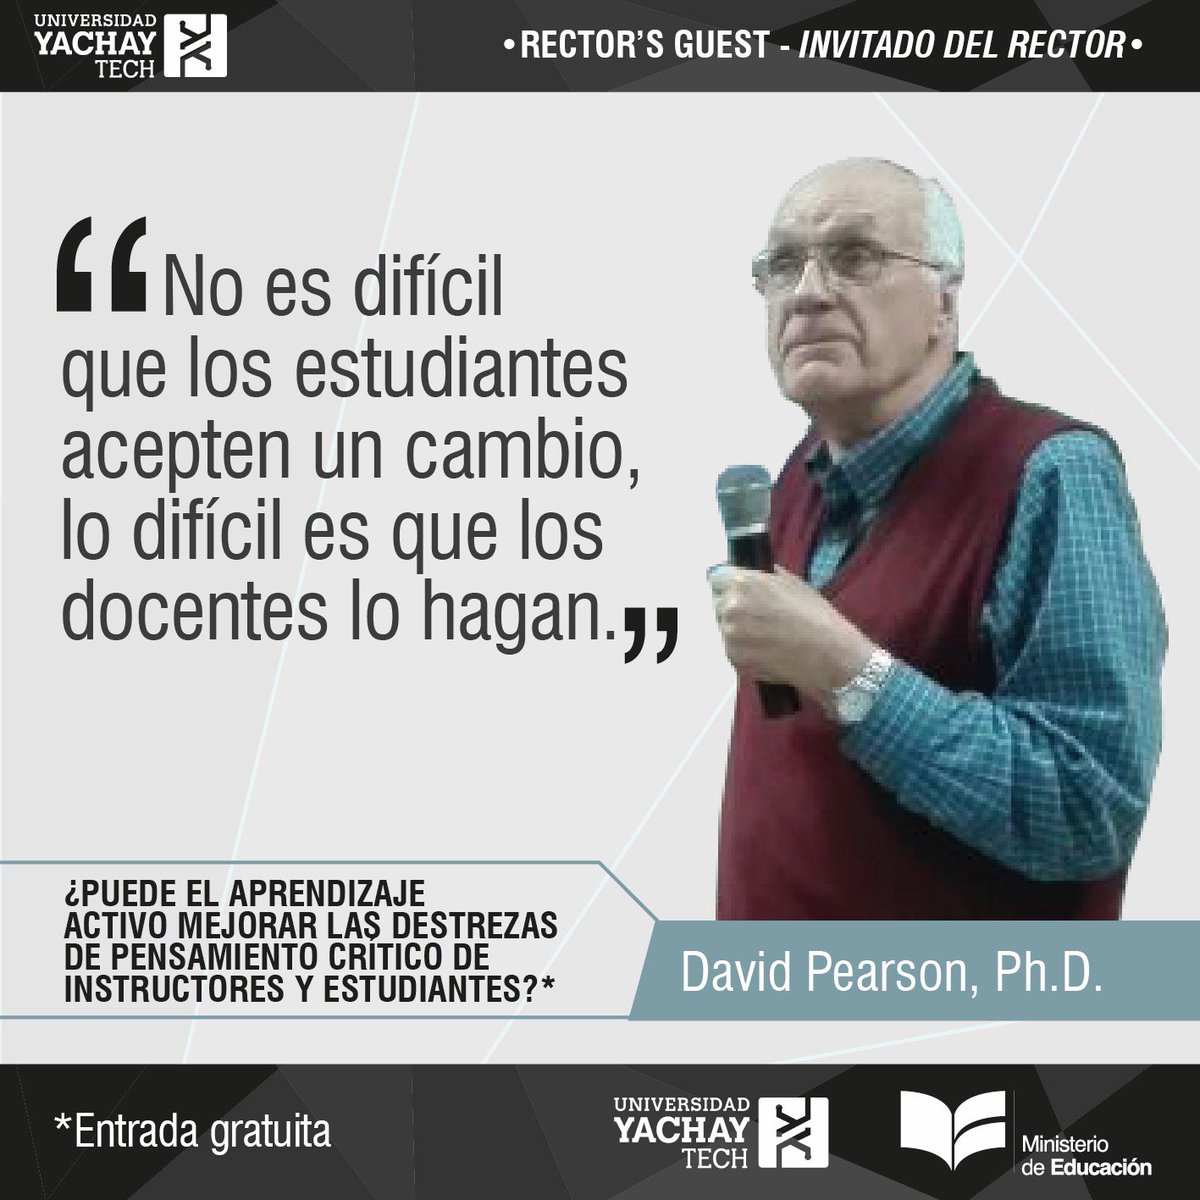 UNIVERSIDAD
YACHAY
TECH
•RECTOR'S GUEST - INVITADO DEL RECTOR•
“No es difícil
que los estudiantes
acepten un cambio,
lo difícil es que los
docentes lo hagan.”
¿PUEDE EL APRENDIZAJE
ACTIVO MEJORAR LAS DESTREZAS
DE PENSAMIENTO CRÍTICO DE
INSTRUCTORES Y ESTUDIANTES?*
David Pearson, Ph.D.
*Entrada gratuita
UNIVERSIDAD
YACHAY
TECH
Ministerio
de Educación